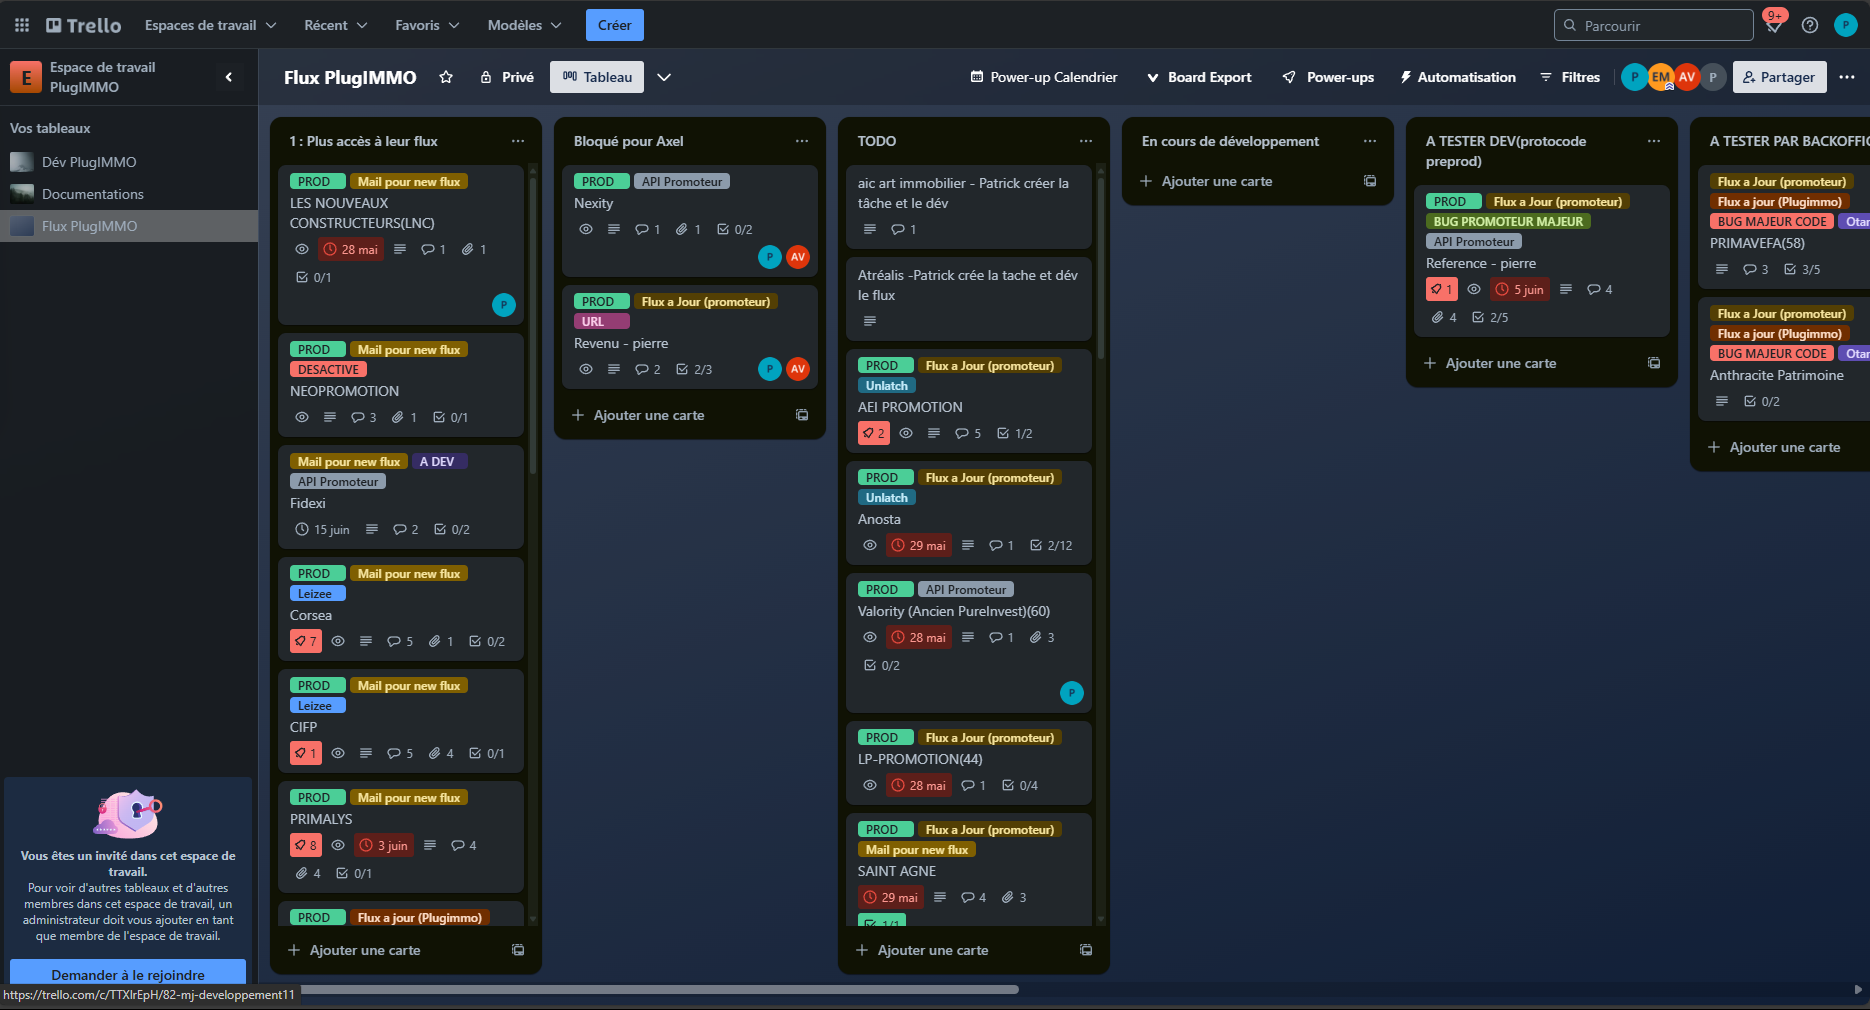 Trello
Espaces de travail
Récent
Favoris
Modèles
Créer
Parcourir
9+
P
E
Espace de travail
PlugIMMO
Flux PlugIMMO
Privé
Tableau
Power-up Calendrier
Board Export
Power-ups
Automatisation
Filtres
P
EM
AV
P
Partager
Vos tableaux
Dév PlugIMMO
Documentations
Flux PlugIMMO
Vous êtes un invité dans cet espace de
travail.
Pour voir d'autres tableaux et d'autres
membres dans cet espace de travail, un
administrateur doit vous ajouter en tant
que membre de l'espace de travail.
Demander à le rejoindre
https://trello.com/c/TTXIrEpH/82-mj-developpement11
1 : Plus accès à leur flux
PROD Mail pour new flux
LES NOUVEAUX
CONSTRUCTEURS(LNC)
28 mai 1 1
0/1
P
PROD Mail pour new flux
DESACTIVE
NEOPROMOTION
3 1 0/1
Mail pour new flux A DEV
API Promoteur
Fidexi
15 juin 2 0/2
PROD Mail pour new flux
Leizee
Corsea
7 5 1 0/2
PROD Mail pour new flux
Leizee
CIFP
1 5 4 0/1
PROD Mail pour new flux
PRIMALYS
8 3 juin 4
4 0/1
PROD Flux a jour (Plugimmo)
Ajouter une carte
Bloqué pour Axel
PROD API Promoteur
Nexity
1 1 0/2
P AV
PROD Flux a Jour (promoteur)
URL
Revenu - pierre
2 2/3 P AV
Ajouter une carte
TODO
aic art immobilier - Patrick créer la
tâche et le dév
1
Atréalis -Patrick crée la tache et dév
le flux
PROD Flux a Jour (promoteur)
Unlatch
AEI PROMOTION
2 5 1/2
PROD Flux a Jour (promoteur)
Unlatch
Anosta
29 mai 1 2/12
PROD API Promoteur
Valority (Ancien PureInvest)(60)
28 mai 1 3
0/2
P
PROD Flux a Jour (promoteur)
LP-PROMOTION(44)
28 mai 1 0/4
PROD Flux a Jour (promoteur)
Mail pour new flux
SAINT AGNE
29 mai 4 3
1/1
Ajouter une carte
En cours de développement
Ajouter une carte
A TESTER DEV(protocode
preprod)
PROD Flux a Jour (promoteur)
BUG PROMOTEUR MAJEUR
API Promoteur
Reference - pierre
1 5 juin 4
4 2/5
Ajouter une carte
A TESTER PAR BACKOFFIC
Flux a Jour (promoteur)
Flux a jour (Plugimmo)
BUG MAJEUR CODE Otar
PRIMAVEFA(58)
3 3/5
Flux a Jour (promoteur)
Flux a jour (Plugimmo)
BUG MAJEUR CODE Otar
Anthracite Patrimoine
0/2
Ajouter une carte